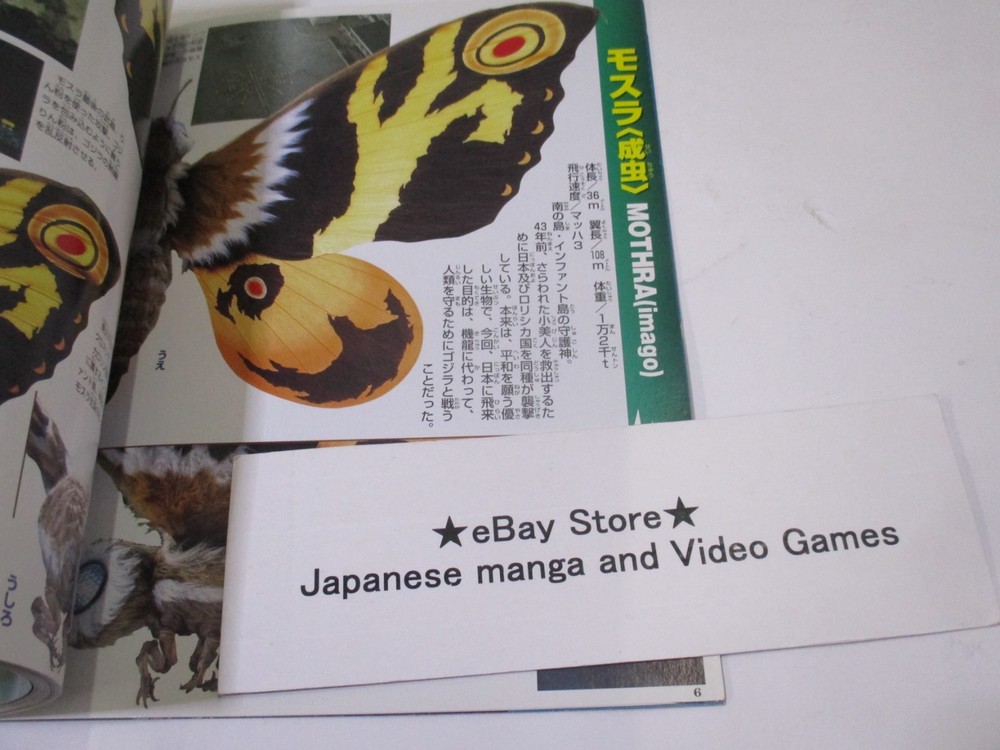 モスラ〈成虫〉 MOTHRA(imago)
体長/36m 翼長/108m 体重/1万2千t
飛行速度/マッハ3
南の島・インファント島の守護神。
43年前、さらわれた小美人を救出するた
めに日本及びロリシカ国を同種が襲撃
している。本来は、平和を願う優
しい生物で、今回、日本に飛来
した目的は、機龍に代わって、
人類を守るためにゴジラと戦う
ことだった。
うえ
うしろ
を乱反射させる。
★eBay Store★
Japanese manga and Video Games
6